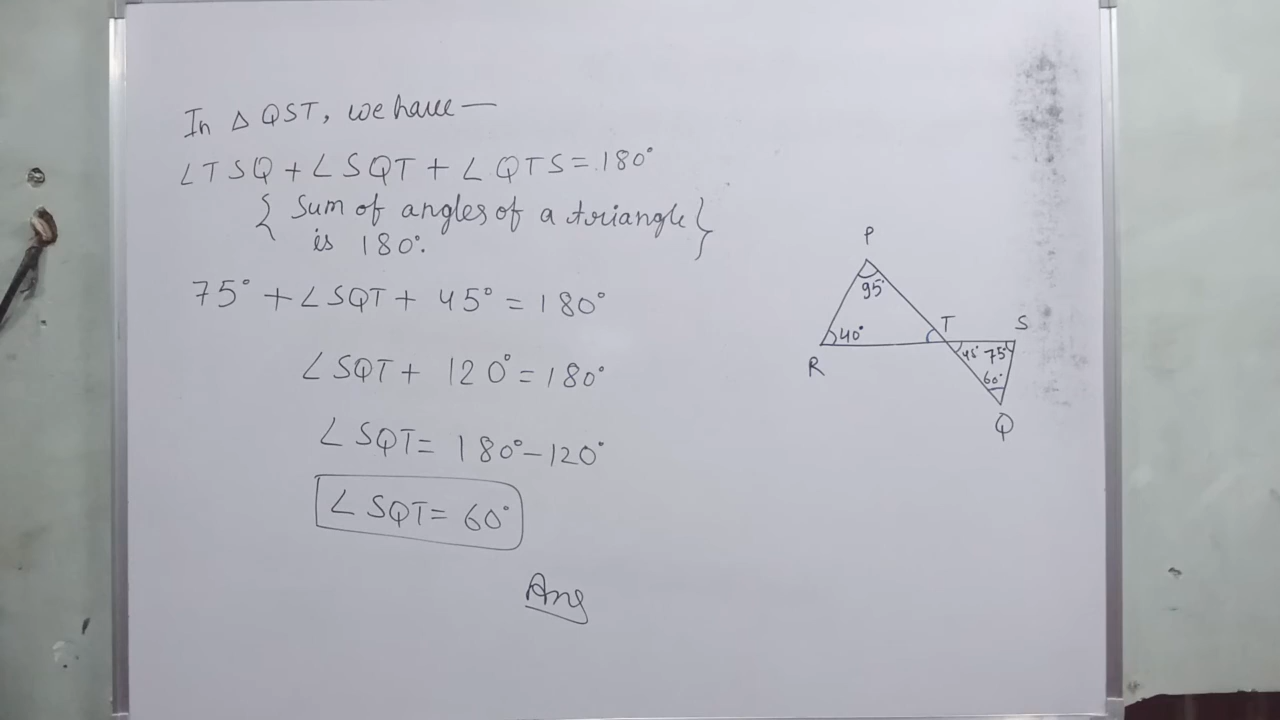 In △ QST, we have —
∠TSQ + ∠SQT + ∠QTS = 180°
{ Sum of angles of a triangle
is 180°. }
75° + ∠SQT + 45° = 180°
∠SQT + 120° = 180°
∠SQT = 180° – 120°
∠SQT = 60°
Ans
P
95°
T
S
40°
45° 75°
R
60°
Q